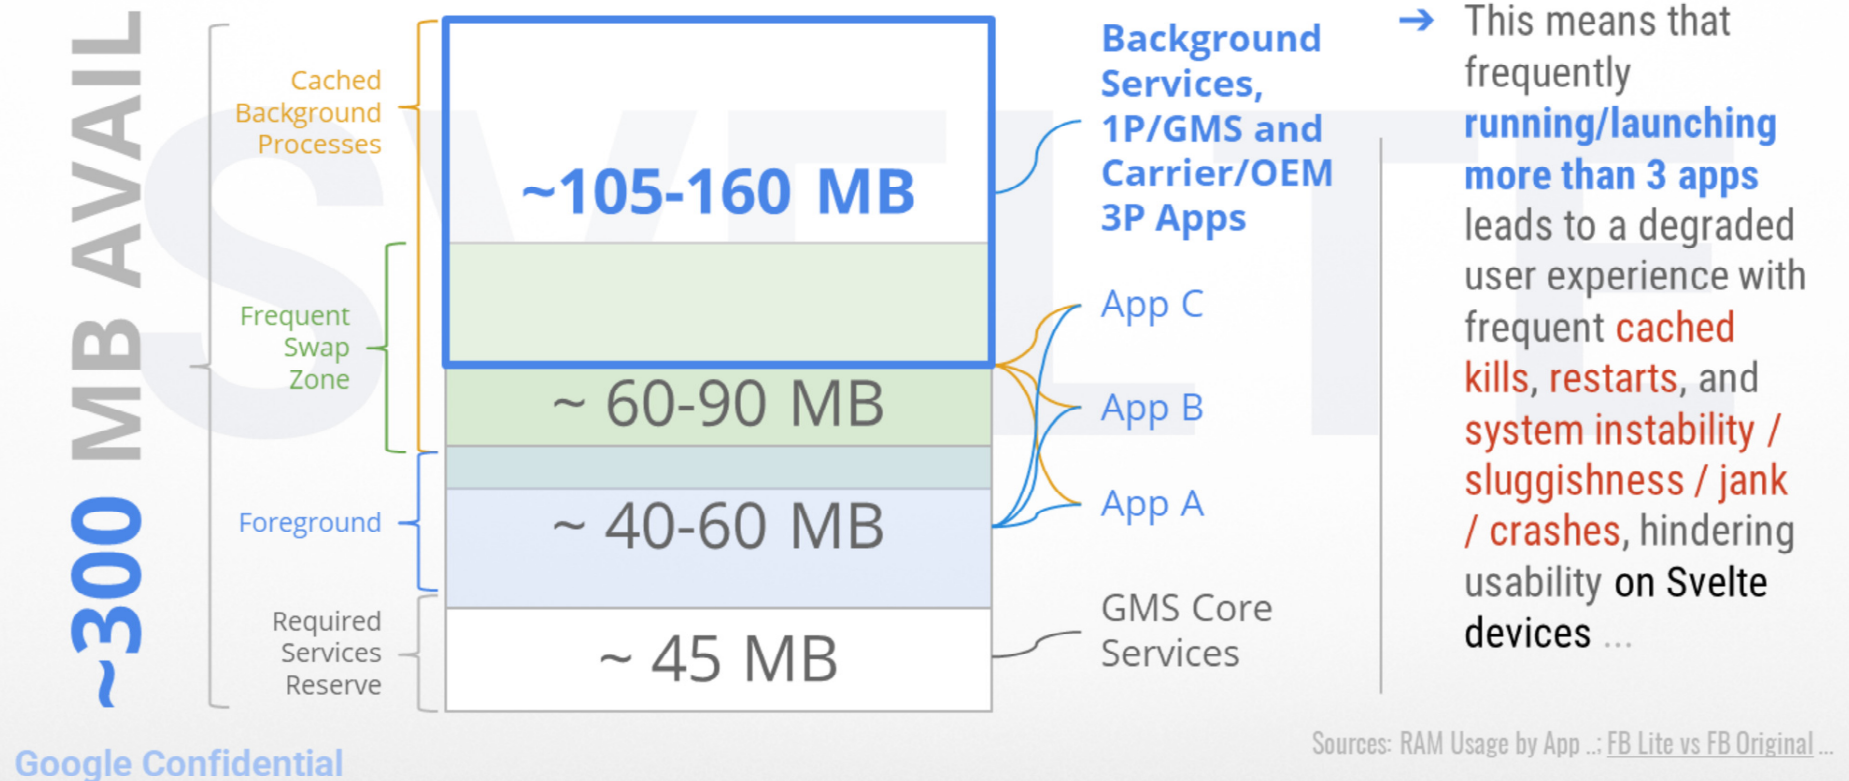 ~300 MB AVAIL
Cached
Background
Processes
Frequent
Swap
Zone
Foreground
Required
Services
Reserve
SVELTE
~105-160 MB
~ 60-90 MB
~ 40-60 MB
~ 45 MB
Background
Services,
1P/GMS and
Carrier/OEM
3P Apps
App C
App B
App A
GMS Core
Services
➔ This means that
frequently
running/launching
more than 3 apps
leads to a degraded
user experience with
frequent cached
kills, restarts, and
system instability /
sluggishness / jank
/ crashes, hindering
usability on Svelte
devices ...
Sources: RAM Usage by App ..; FB Lite vs FB Original ...
Google Confidential